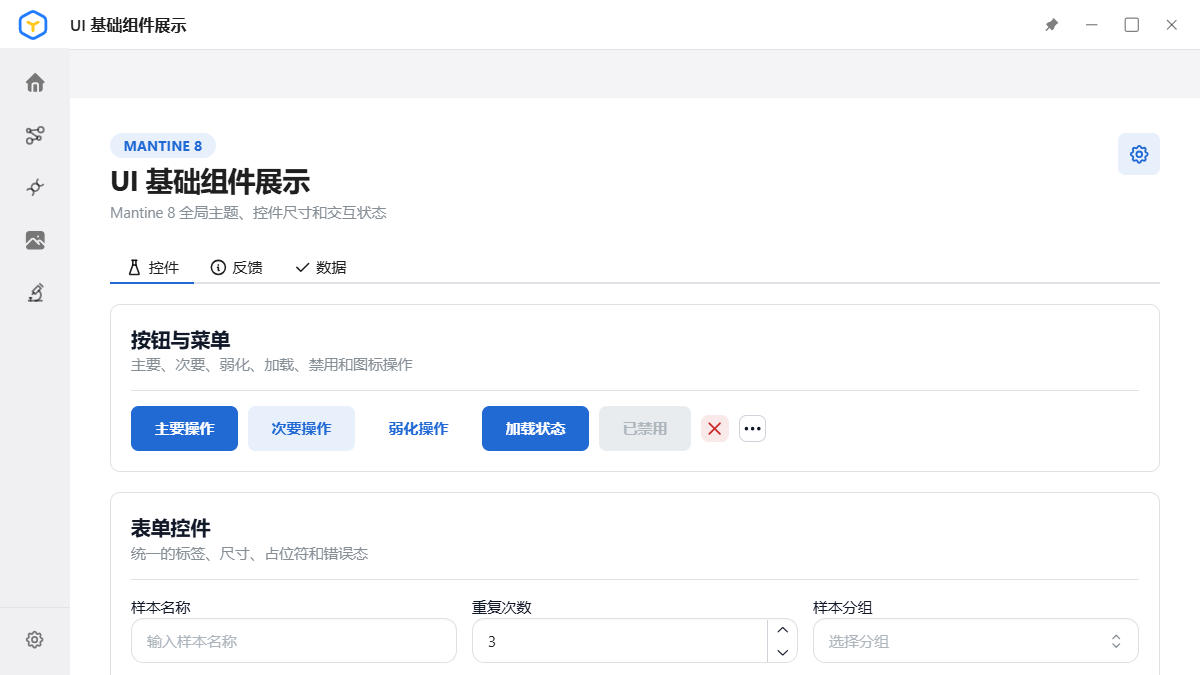 UI 基础组件展示
MANTINE 8
UI 基础组件展示
Mantine 8 全局主题、控件尺寸和交互状态
控件 反馈 数据
按钮与菜单
主要、次要、弱化、加载、禁用和图标操作
主要操作 次要操作 弱化操作 加载状态 已禁用
表单控件
统一的标签、尺寸、占位符和错误态
样本名称 重复次数 样本分组
输入样本名称 3 选择分组